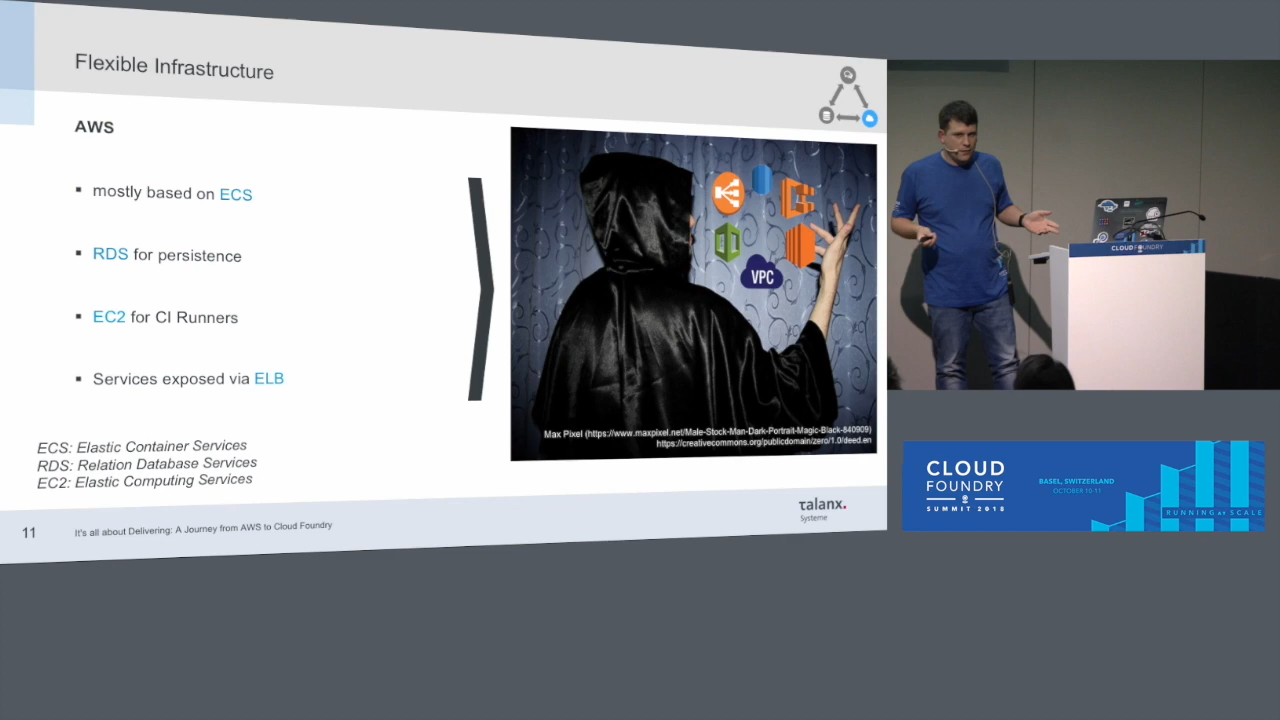 Flexible Infrastructure
AWS
mostly based on ECS
RDS for persistence
EC2 for CI Runners
Services exposed via ELB
ECS: Elastic Container Services
RDS: Relation Database Services
EC2: Elastic Computing Services
VPC
Max Pixel (https://www.maxpixel.net/Male-Stock-Man-Dark-Portrait-Magic-Black-840909)
https://creativecommons.org/publicdomain/zero/1.0/deed.en
11
It's all about Delivering: A Journey from AWS to Cloud Foundry
talanx.
Systeme
CLOUD FOUNDRY
CLOUD
FOUNDRY
SUMMIT 2018
BASEL, SWITZERLAND
OCTOBER 10-11
RUNNING AT SCALE